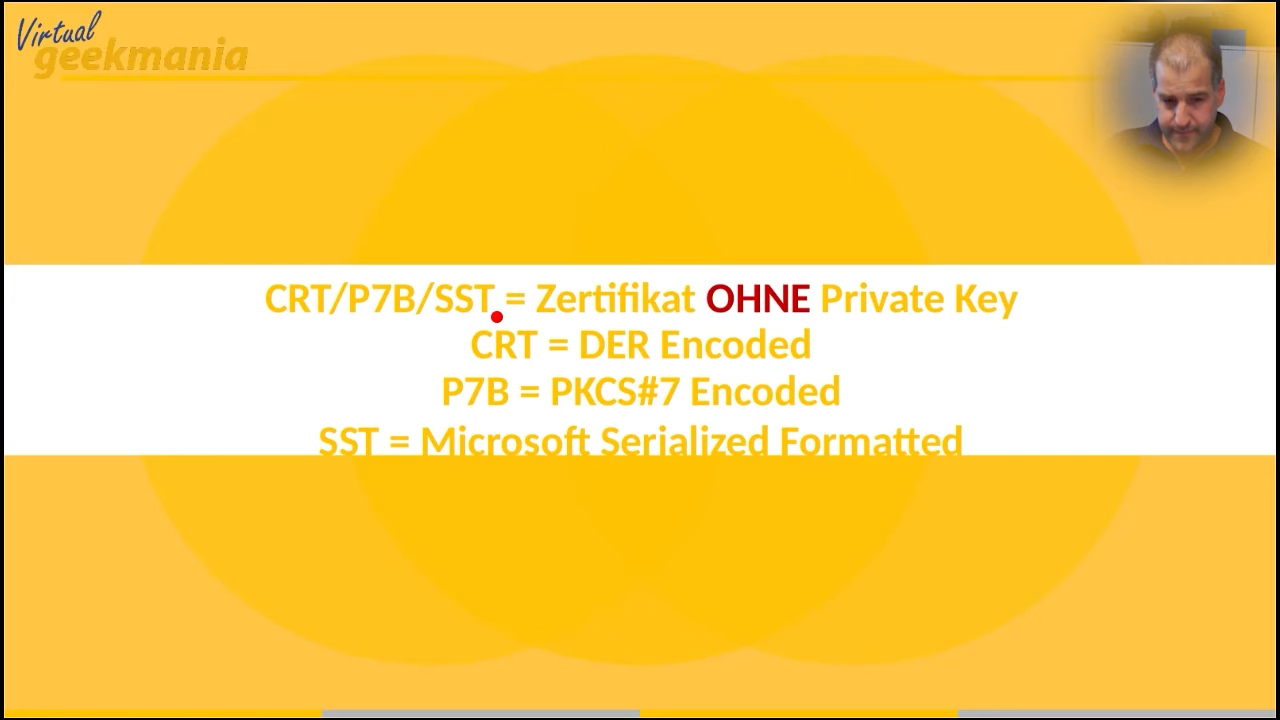 Virtual
geekmania
CRT/P7B/SST = Zertifikat OHNE Private Key
CRT = DER Encoded
P7B = PKCS#7 Encoded
SST = Microsoft Serialized Formatted